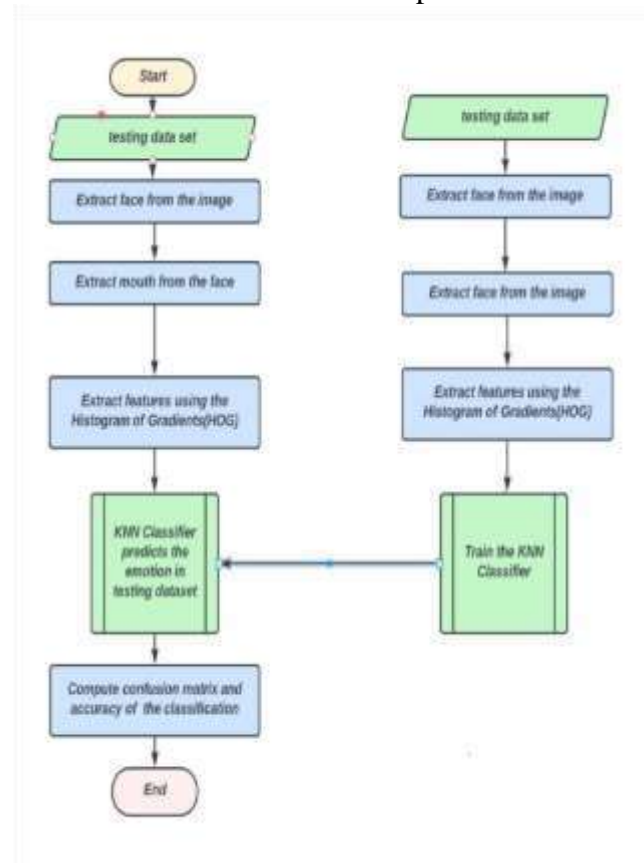 Start
testing data set
Extract face from the image
Extract mouth from the face
Extract features using the
Histogram of Gradients(HOG)
KNN Classifier
predicts the
emotion in
testing dataset
Compute confusion matrix and
accuracy of the classification
End
testing data set
Extract face from the image
Extract face from the image
Extract features using the
Histogram of Gradients(HOG)
Train the KNN
Classifier